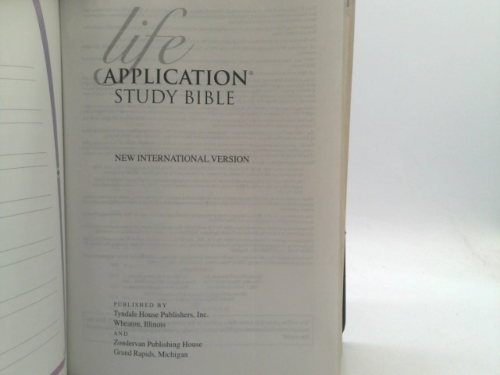 life
APPLICATION®
STUDY BIBLE
NEW INTERNATIONAL VERSION
PUBLISHED BY
Tyndale House Publishers, Inc.
Wheaton, Illinois
AND
Zondervan Publishing House
Grand Rapids, Michigan